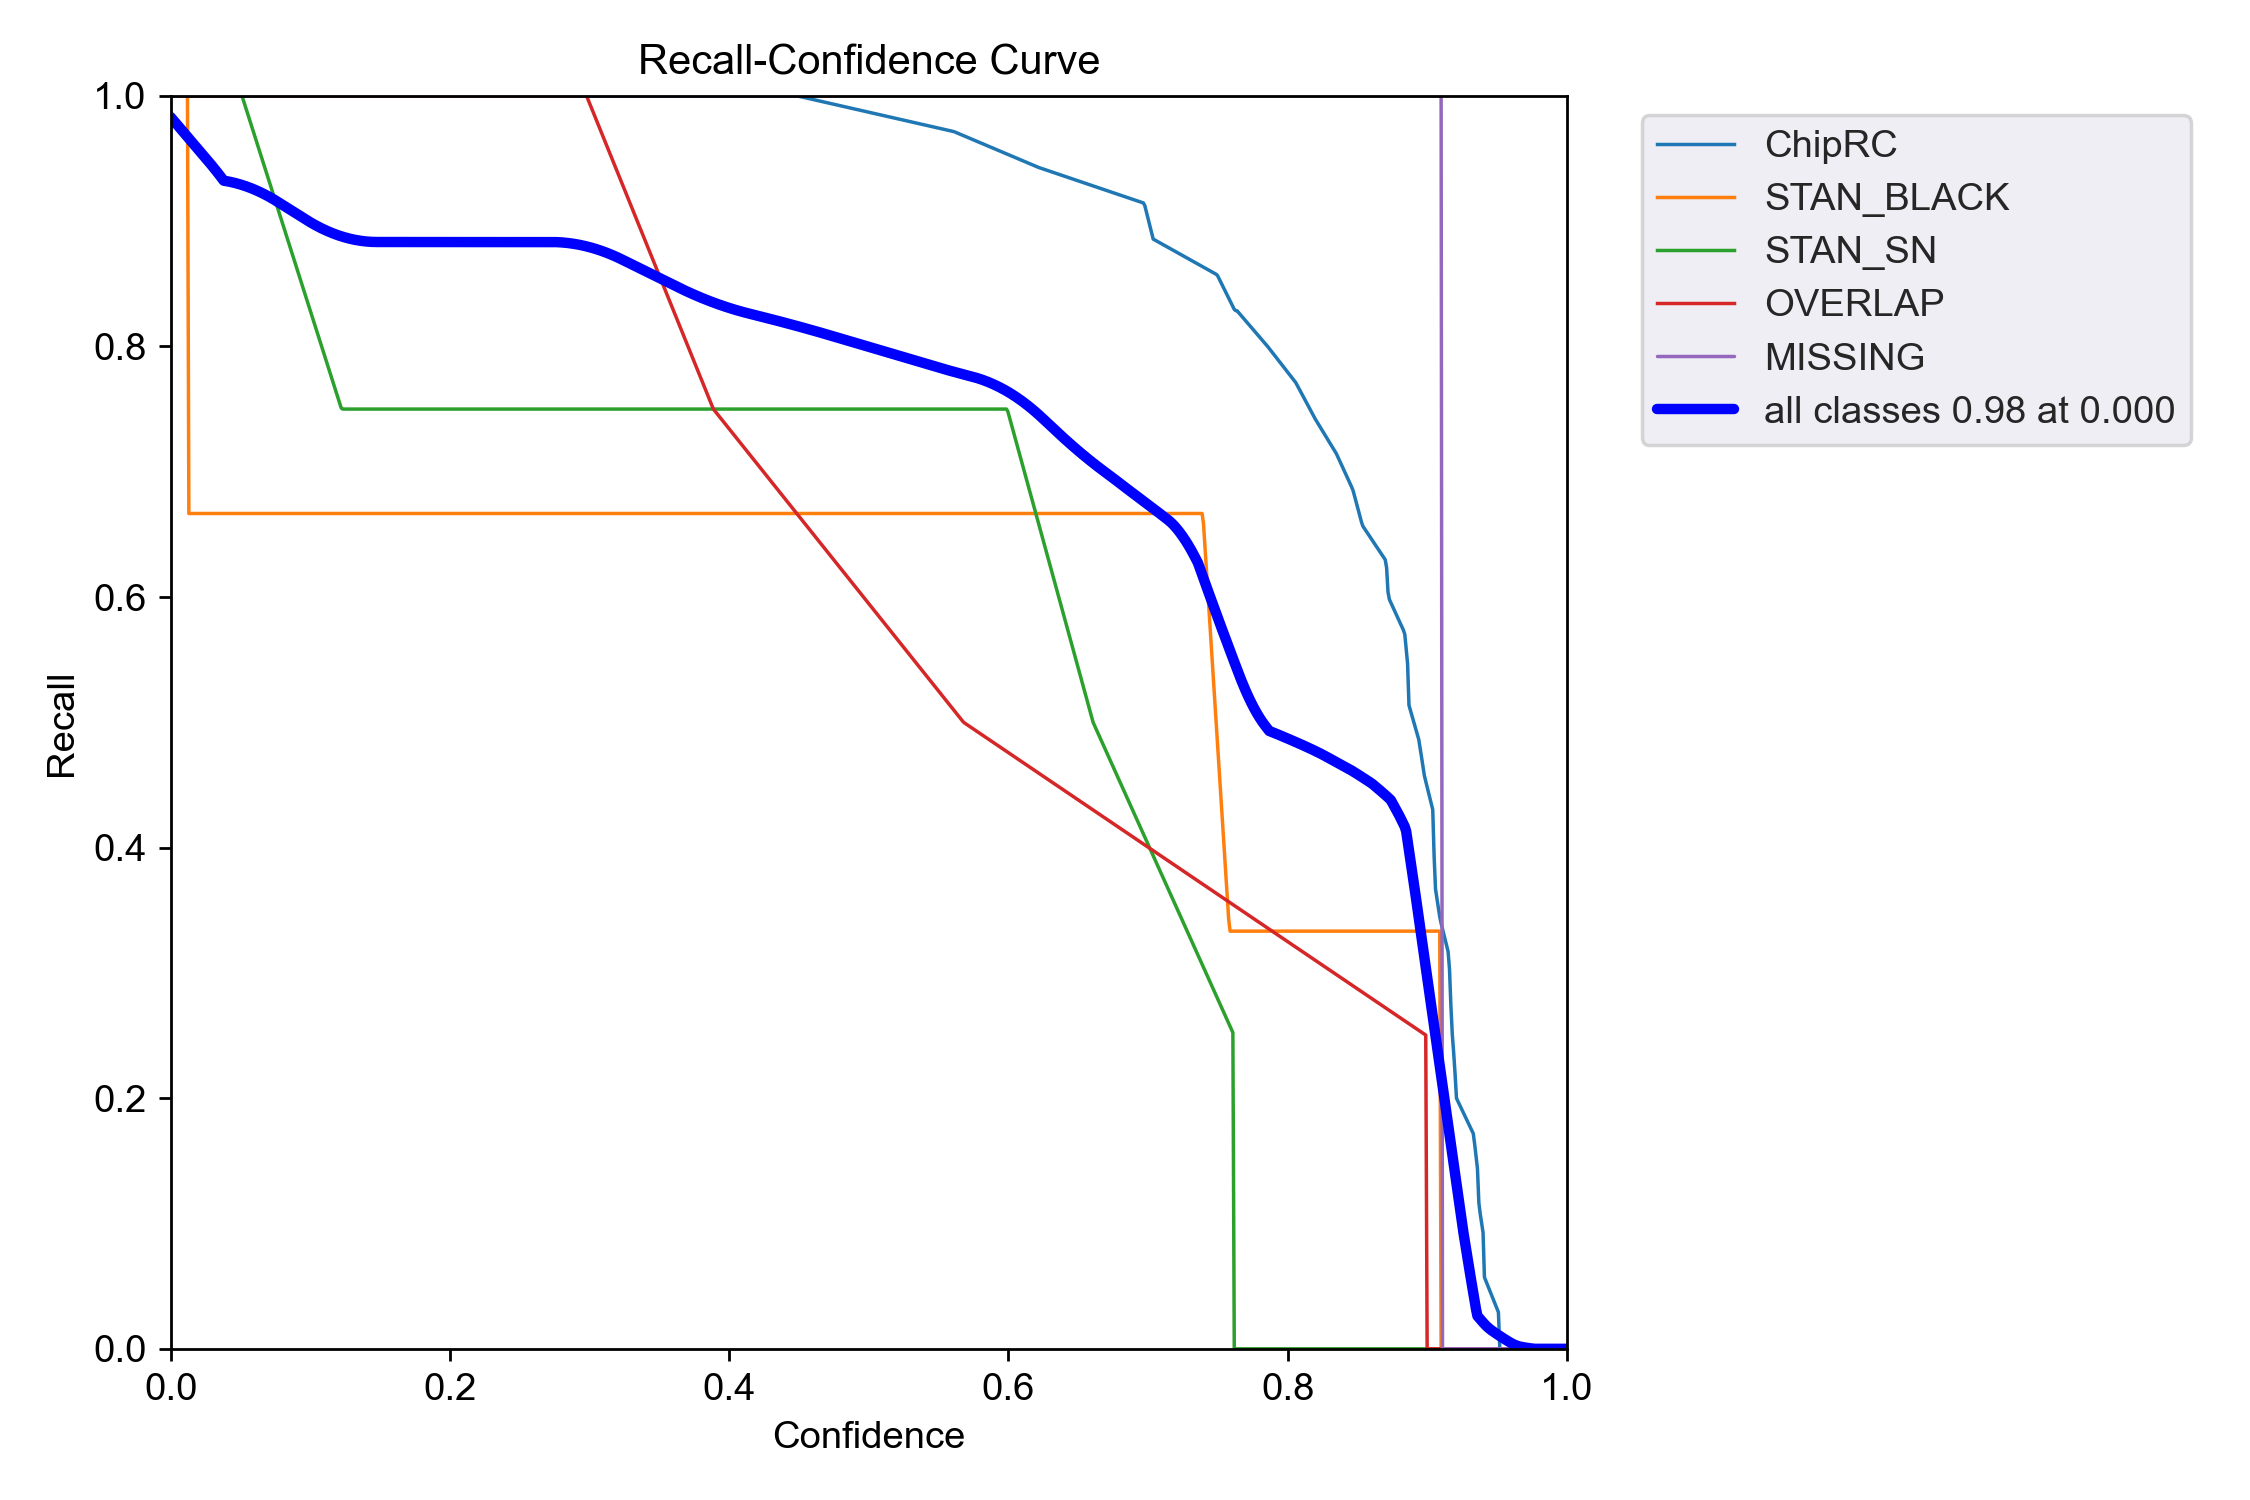 Recall-Confidence Curve
1.0
0.8
0.6
0.4
0.2
0.0
Recall
0.0 0.2 0.4 0.6 0.8 1.0
Confidence
ChipRC
STAN_BLACK
STAN_SN
OVERLAP
MISSING
all classes 0.98 at 0.000